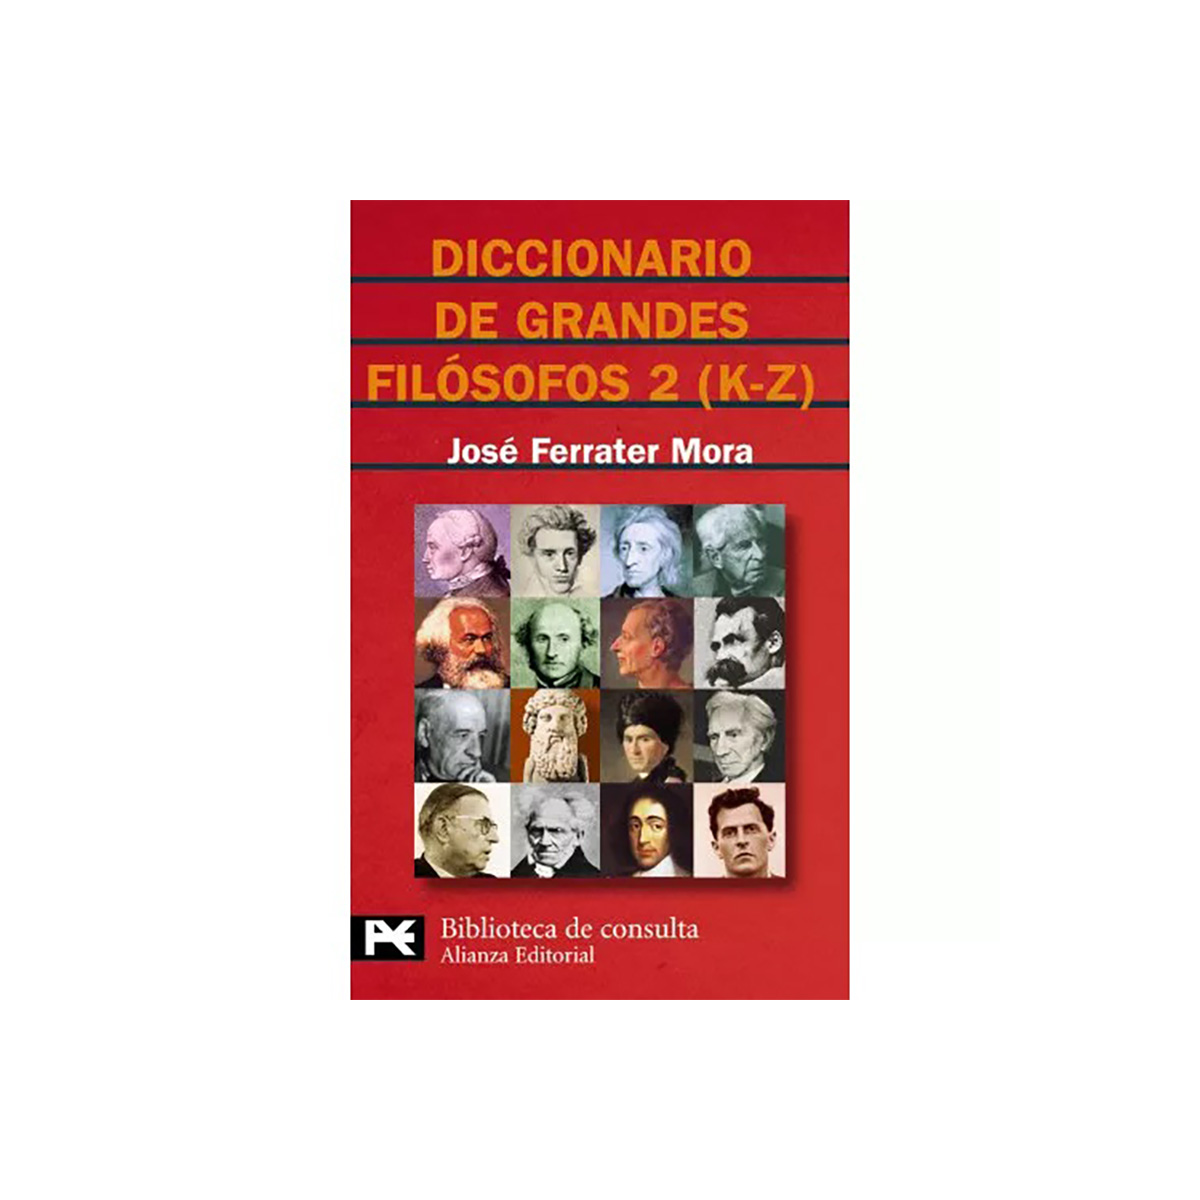 DICCIONARIO
DE GRANDES
FILÓSOFOS 2 (K-Z)
José Ferrater Mora
Biblioteca de consulta
Alianza Editorial